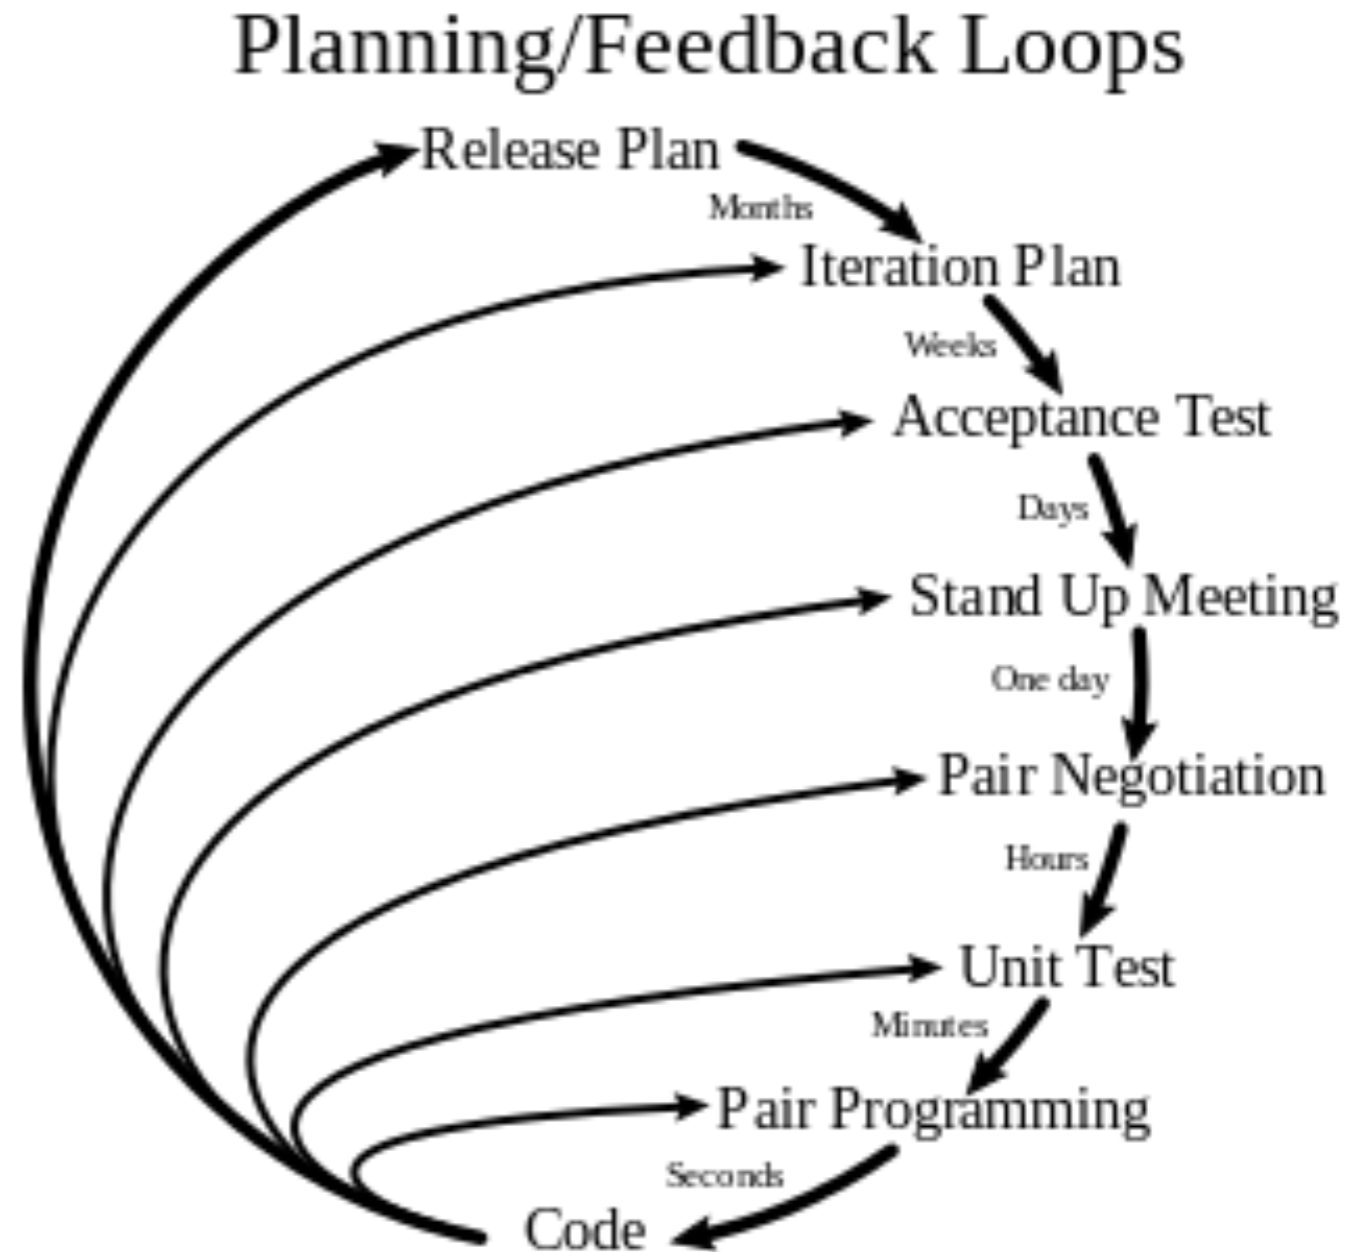 Planning/Feedback Loops
Release Plan
Months
Iteration Plan
Weeks
Acceptance Test
Days
Stand Up Meeting
One day
Pair Negotiation
Hours
Unit Test
Minutes
Pair Programming
Seconds
Code